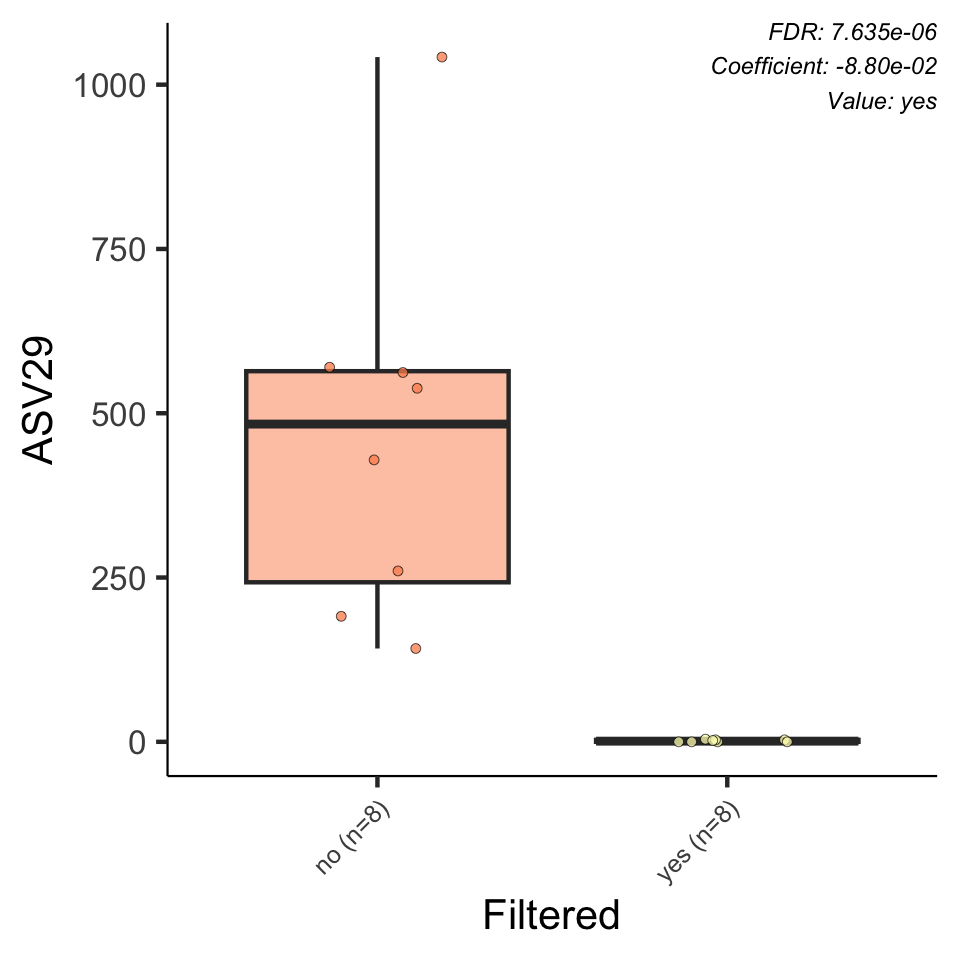 FDR: 7.635e-06
Coefficient: -8.80e-02
Value: yes
1000
750
500
250
0
ASV29
no (n=8)
yes (n=8)
Filtered